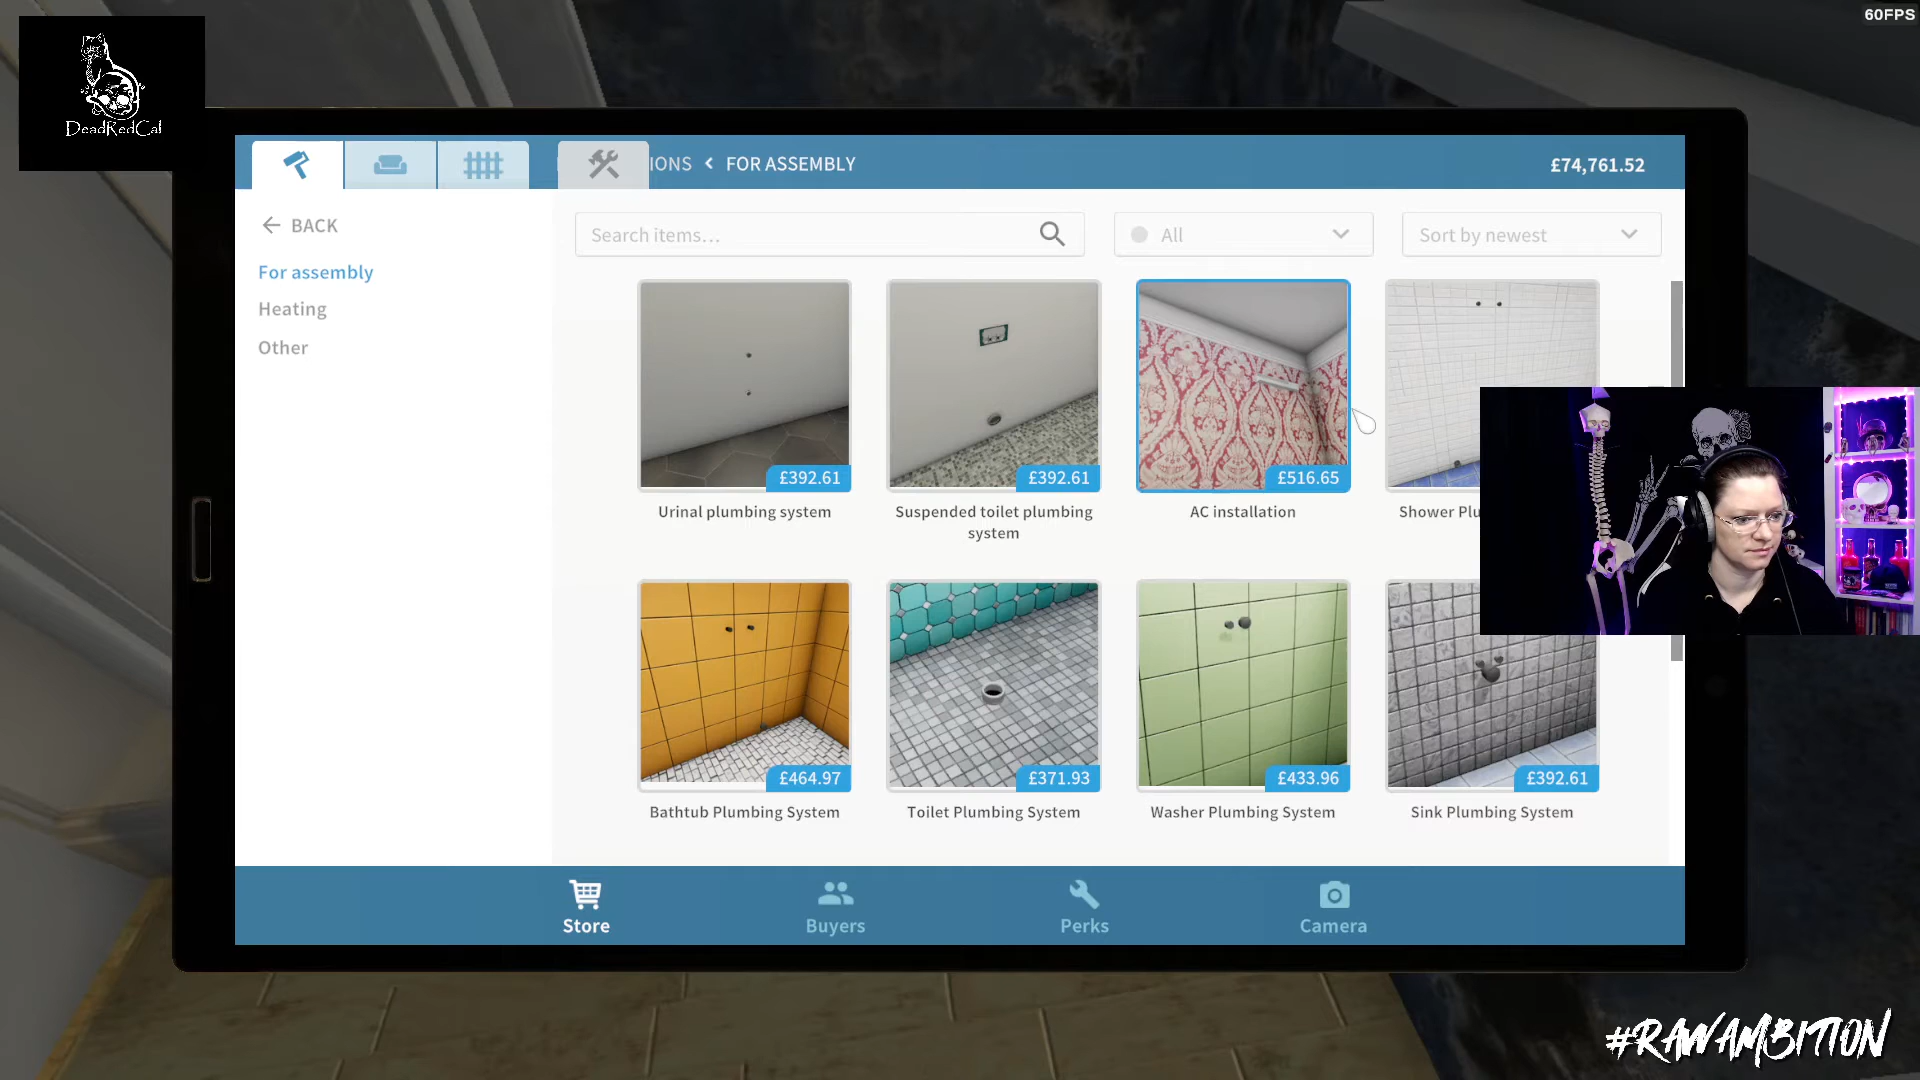 60FPS
DeadRedCal
IONS < FOR ASSEMBLY
£74,761.52
← BACK
For assembly
Heating
Other
Search items...
All
Sort by newest
£392.61
£392.61
£516.65
Urinal plumbing system
Suspended toilet plumbing
system
AC installation
Shower Plu
£464.97
£371.93
£433.96
£392.61
Bathtub Plumbing System
Toilet Plumbing System
Washer Plumbing System
Sink Plumbing System
Store
Buyers
Perks
Camera
#RAWAMBITION